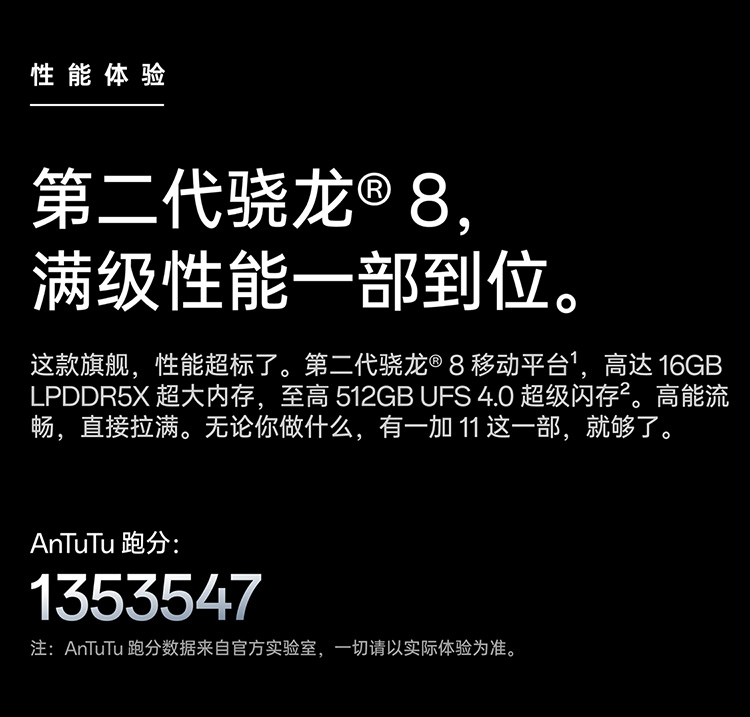 性能体验
第二代骁龙® 8，
满级性能一部到位。
这款旗舰，性能超标了。第二代骁龙® 8 移动平台¹，高达 16GB
LPDDR5X 超大内存，至高 512GB UFS 4.0 超级闪存²。高能流
畅，直接拉满。无论你做什么，有一加 11 这一部，就够了。
AnTuTu 跑分：
1353547
注：AnTuTu 跑分数据来自官方实验室，一切请以实际体验为准。